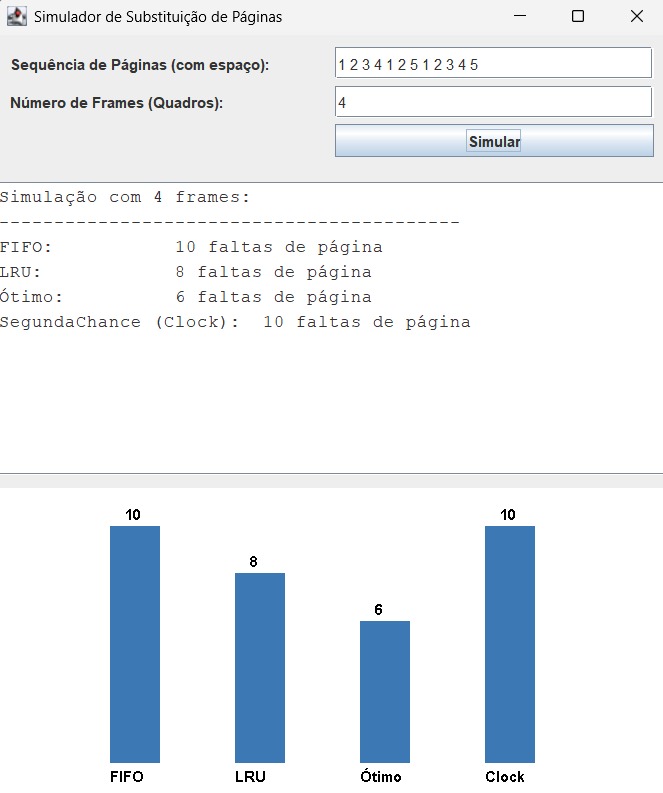 Simulador de Substituição de Páginas
Sequência de Páginas (com espaço): 1 2 3 4 1 2 5 1 2 3 4 5
Número de Frames (Quadros): 4
Simular
Simulação com 4 frames:
------------------------------------------
FIFO: 10 faltas de página
LRU: 8 faltas de página
Ótimo: 6 faltas de página
SegundaChance (Clock): 10 faltas de página
10 8 6 10
FIFO LRU Ótimo Clock